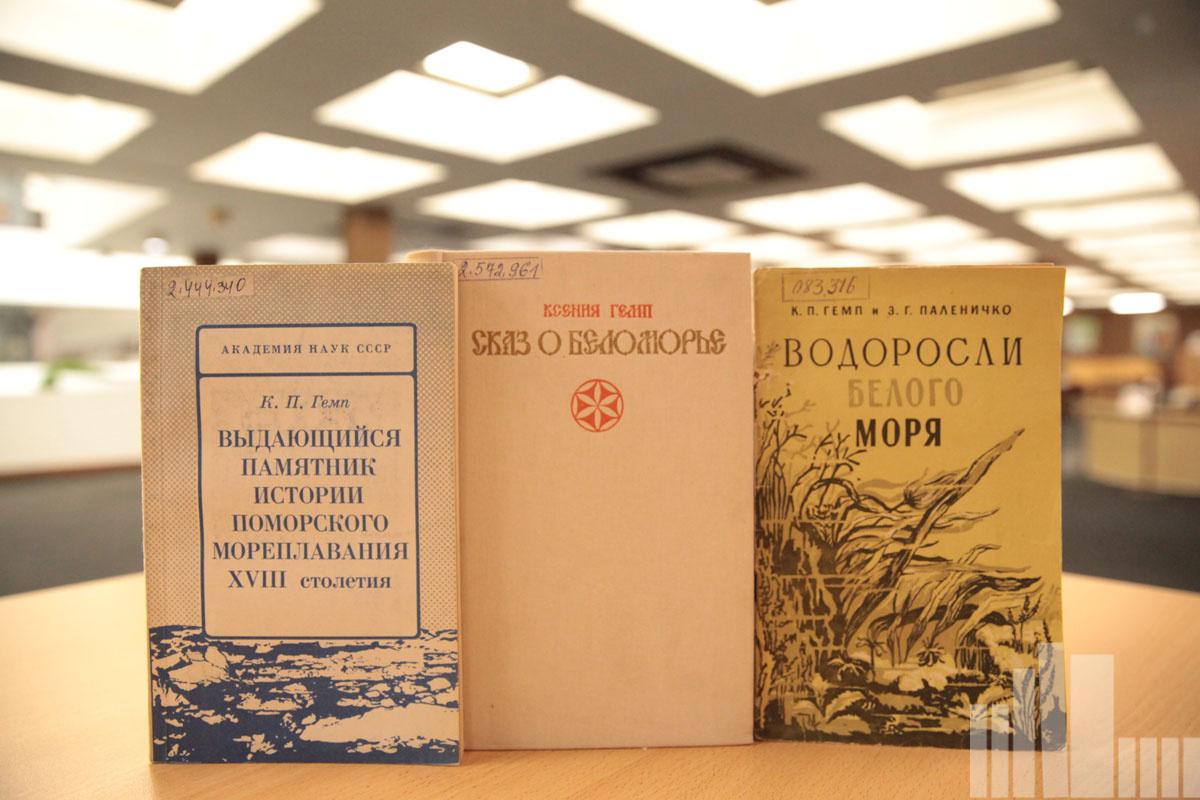 2.444.340
АКАДЕМИЯ НАУК СССР
К. П. Гемп
ВЫДАЮЩИЙСЯ
ПАМЯТНИК
ИСТОРИИ
ПОМОРСКОГО
МОРЕПЛАВАНИЯ
XVIII столетия
2.572.961
КСЕНИЯ ГЕМП
СКАЗ О БЕЛОМОРЬЕ
083.316
К. П. ГЕМП и З. Г. ПАЛЕНИЧКО
ВОДОРОСЛИ
БЕЛОГО
МОРЯ